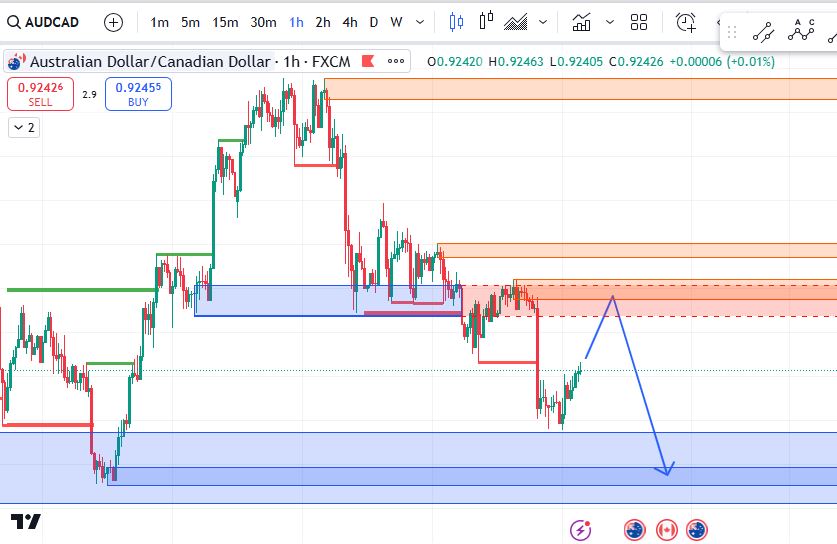 AUDCAD 1m 5m 15m 30m 1h 2h 4h D W
A C
Australian Dollar/Canadian Dollar · 1h · FXCM O0.92420 H0.92463 L0.92405 C0.92426 +0.00006 (+0.01%)
0.92426 2.9 0.92455
SELL BUY
2